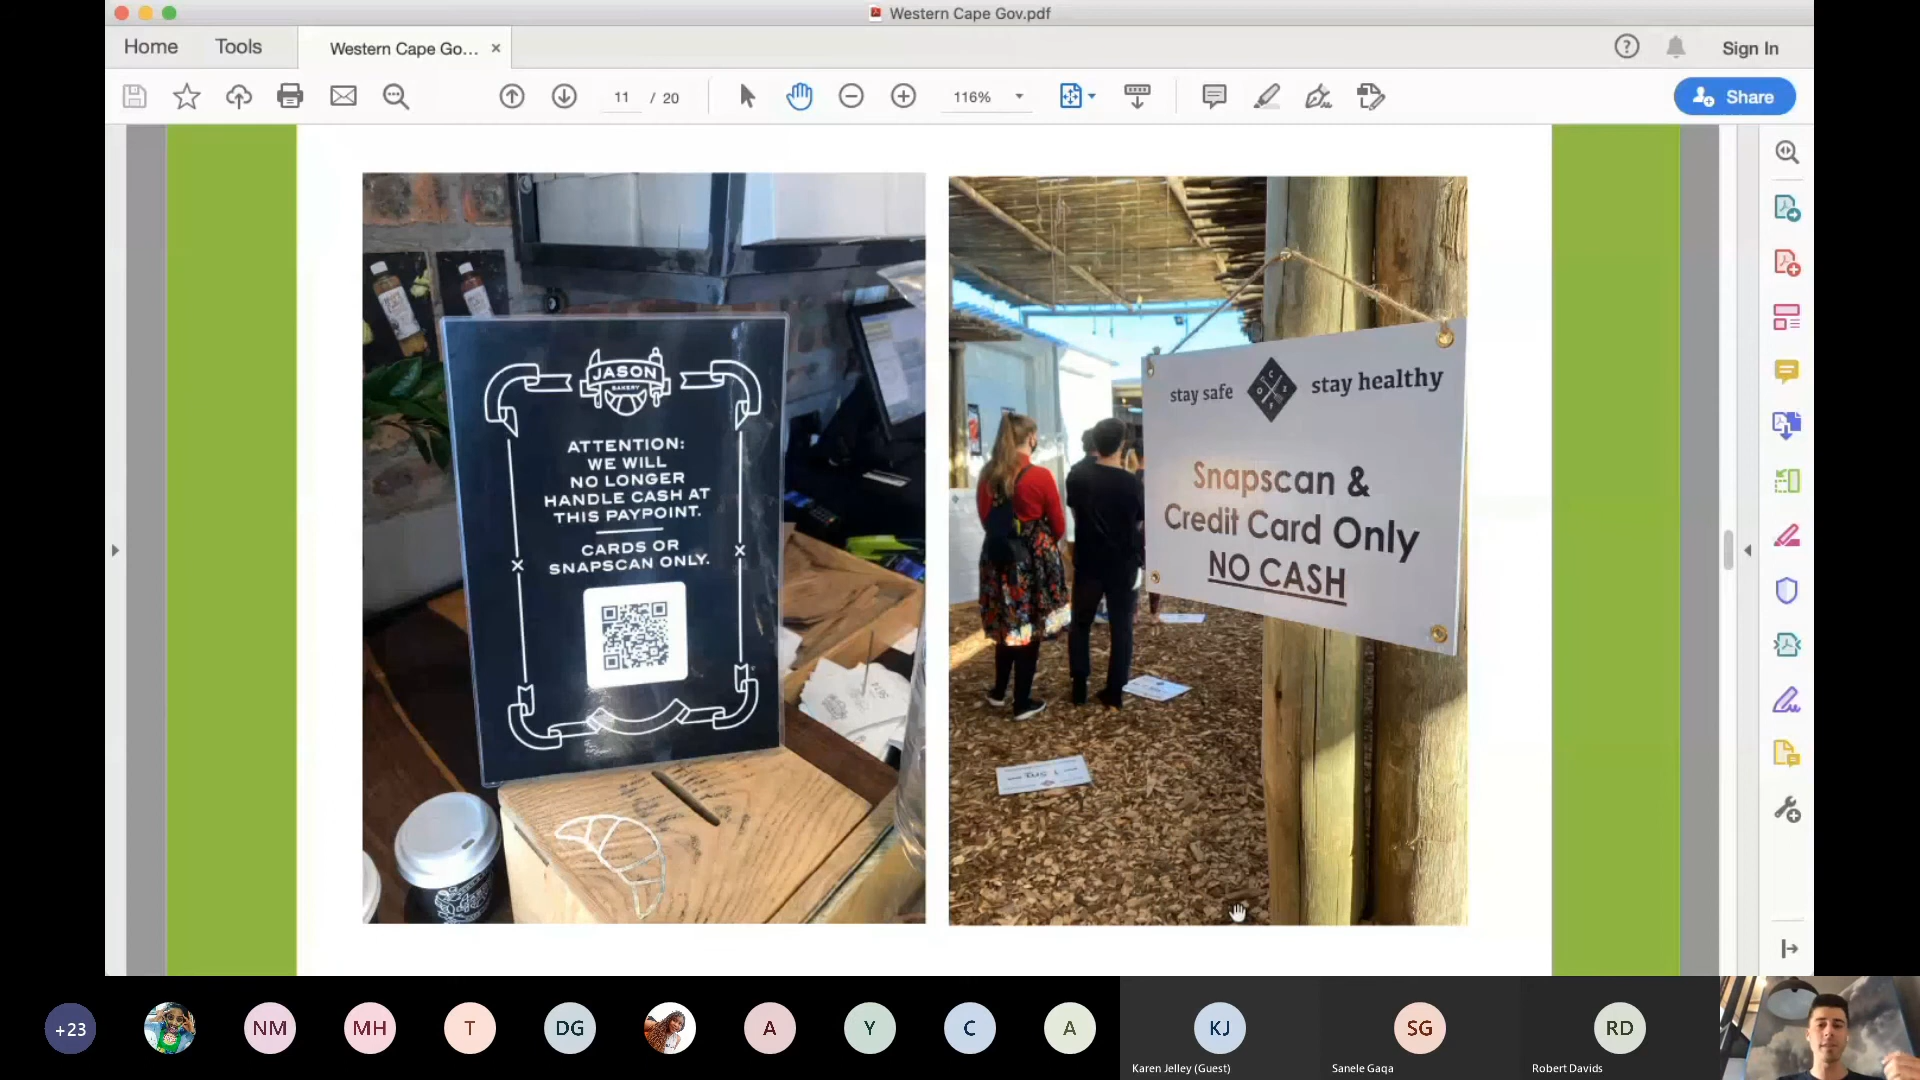 Western Cape Gov.pdf
Home
Tools
Western Cape Go...
Sign In
11 / 20
116%
Share
JASON
BAKERY
ATTENTION:
WE WILL
NO LONGER
HANDLE CASH AT
THIS PAYPOINT.
CARDS OR
SNAPSCAN ONLY.
stay safe
stay healthy
Snapscan &
Credit Card Only
NO CASH
+23
NM
MH
T
DG
A
Y
C
A
KJ
SG
RD
Karen Jelley (Guest)
Sanele Gaqa
Robert Davids